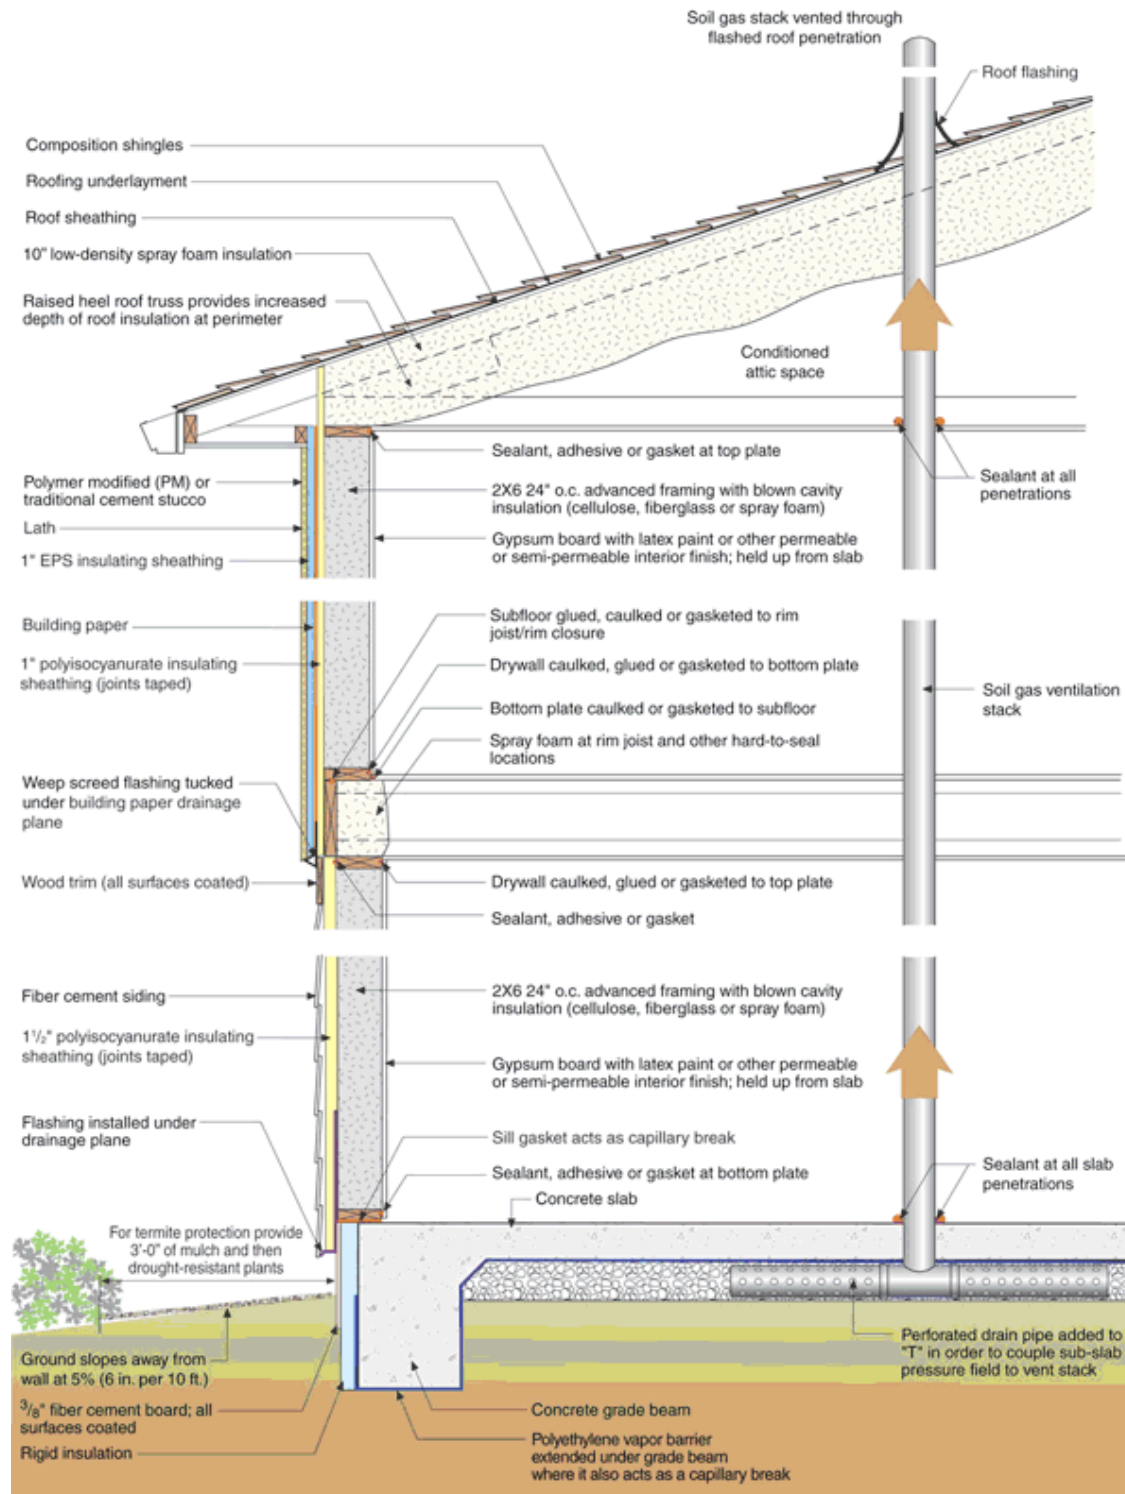 Soil gas stack vented through
flashed roof penetration
Roof flashing
Composition shingles
Roofing underlayment
Roof sheathing
10" low-density spray foam insulation
Raised heel roof truss provides increased
depth of roof insulation at perimeter
Conditioned
attic space
Sealant, adhesive or gasket at top plate
Polymer modified (PM) or
traditional cement stucco
2X6 24" o.c. advanced framing with blown cavity
insulation (cellulose, fiberglass or spray foam)
Sealant at all
penetrations
Lath
Gypsum board with latex paint or other permeable
or semi-permeable interior finish; held up from slab
1" EPS insulating sheathing
Subfloor glued, caulked or gasketed to rim
joist/rim closure
Building paper
Drywall caulked, glued or gasketed to bottom plate
1" polyisocyanurate insulating
sheathing (joints taped)
Soil gas ventilation
stack
Bottom plate caulked or gasketed to subfloor
Spray foam at rim joist and other hard-to-seal
locations
Weep screed flashing tucked
under building paper drainage
plane
Wood trim (all surfaces coated)
Drywall caulked, glued or gasketed to top plate
Sealant, adhesive or gasket
Fiber cement siding
2X6 24" o.c. advanced framing with blown cavity
insulation (cellulose, fiberglass or spray foam)
1 1/2" polyisocyanurate insulating
sheathing (joints taped)
Gypsum board with latex paint or other permeable
or semi-permeable interior finish; held up from slab
Flashing installed under
drainage plane
Sill gasket acts as capillary break
Sealant, adhesive or gasket at bottom plate
Sealant at all slab
penetrations
Concrete slab
For termite protection provide
3'-0" of mulch and then
drought-resistant plants
Perforated drain pipe added to
"T" in order to couple sub-slab
pressure field to vent stack
Ground slopes away from
wall at 5% (6 in. per 10 ft.)
3/8" fiber cement board; all
surfaces coated
Concrete grade beam
Rigid insulation
Polyethylene vapor barrier
extended under grade beam
where it also acts as a capillary break